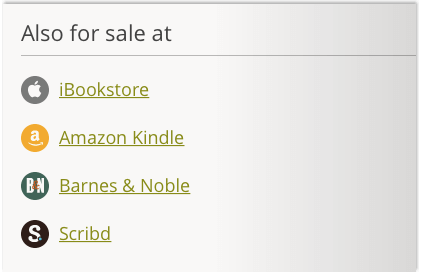 Also for sale at
iBookstore
Amazon Kindle
B&N Barnes & Noble
Scribd